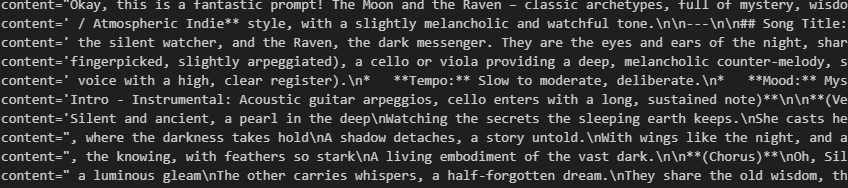 content="Okay, this is a fantastic prompt! The Moon and the Raven – classic archetypes, full of mystery, wisdo
content=' / Atmospheric Indie** style, with a slightly melancholic and watchful tone.\n\n---\n\n## Song Title:
content=' the silent watcher, and the Raven, the dark messenger. They are the eyes and ears of the night, shar
content='fingerpicked, slightly arpeggiated), a cello or viola providing a deep, melancholic counter-melody, s
content=' voice with a high, clear register).\n*   **Tempo:** Slow to moderate, deliberate.\n*   **Mood:** Mys
content='Intro - Instrumental: Acoustic guitar arpeggios, cello enters with a long, sustained note)**\n\n**(Ve
content='Silent and ancient, a pearl in the deep\nWatching the secrets the sleeping earth keeps.\nShe casts he
content=", where the darkness takes hold\nA shadow detaches, a story untold.\nWith wings like the night, and a
content=", the knowing, with feathers so stark\nA living embodiment of the vast dark.\n\n**(Chorus)**\nOh, Sil
content=" a luminous gleam\nThe other carries whispers, a half-forgotten dream.\nThey share the old wisdom, th